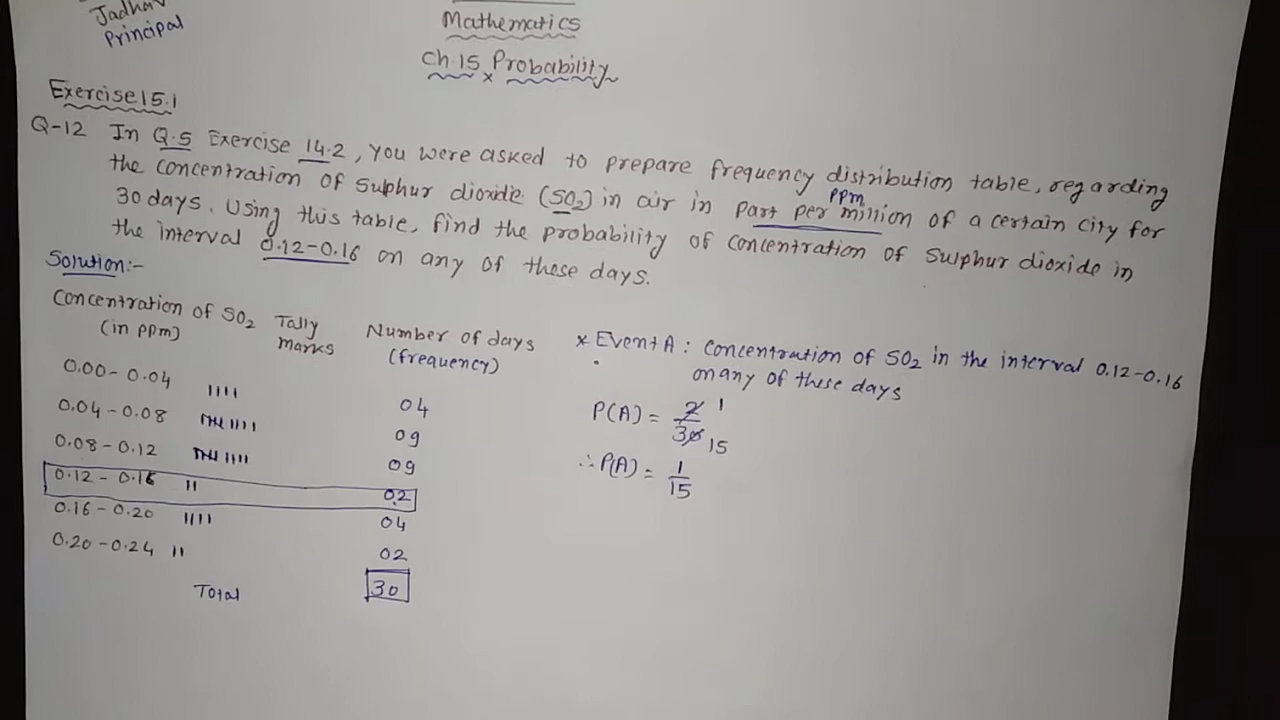 Jadhav
Principal
Mathematics
Ch 15 Probability
x
Exercise 15.1
Q-12 In Q.5 Exercise 14.2, you were asked to prepare frequency distribution table, regarding
the concentration of Sulphur dioxide (SO2) in air in part per million of a certain city for
ppm
30 days. Using this table, find the probability of concentration of Sulphur dioxide in
the interval 0.12-0.16 on any of these days.
Solution:-
Concentration of SO2 (in ppm) Tally marks Number of days (frequency)
0.00-0.04 |||| 04
0.04-0.08 𝍸 |||| 09
0.08-0.12 𝍸 |||| 09
0.12-0.16 || 02
0.16-0.20 |||| 04
0.20-0.24 || 02
Total 30
* Event A : Concentration of SO2 in the interval 0.12-0.16
on any of these days
P(A) = 2/30 1 15
∴ P(A) = 1/15